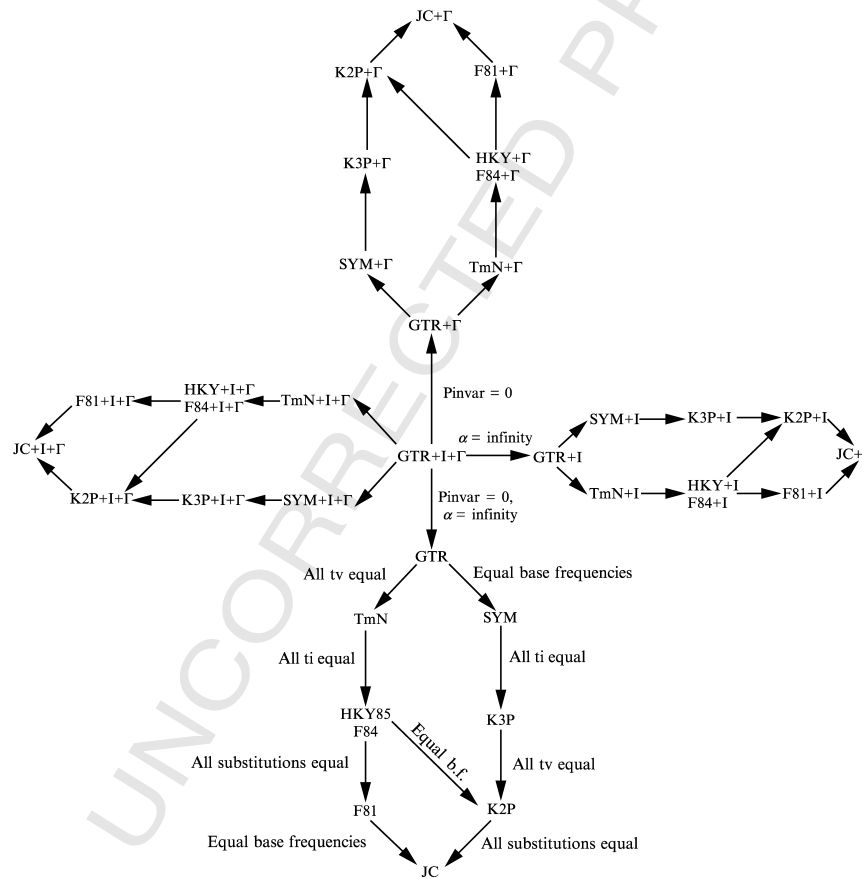 JC+Γ
K2P+Γ
F81+Γ
K3P+Γ
HKY+Γ
F84+Γ
SYM+Γ
TmN+Γ
GTR+Γ
Pinvar = 0
HKY+I+Γ
F81+I+Γ
F84+I+Γ
TmN+I+Γ
JC+I+Γ
K2P+I+Γ
K3P+I+Γ
SYM+I+Γ
GTR+I+Γ
α = infinity
GTR+I
SYM+I
K3P+I
K2P+I
JC+
TmN+I
HKY+I
F84+I
F81+I
Pinvar = 0,
α = infinity
GTR
All tv equal
Equal base frequencies
TmN
SYM
All ti equal
All ti equal
HKY85
F84
K3P
Equal b.f.
All substitutions equal
All tv equal
F81
K2P
Equal base frequencies
All substitutions equal
JC
UNCORRECTED PR